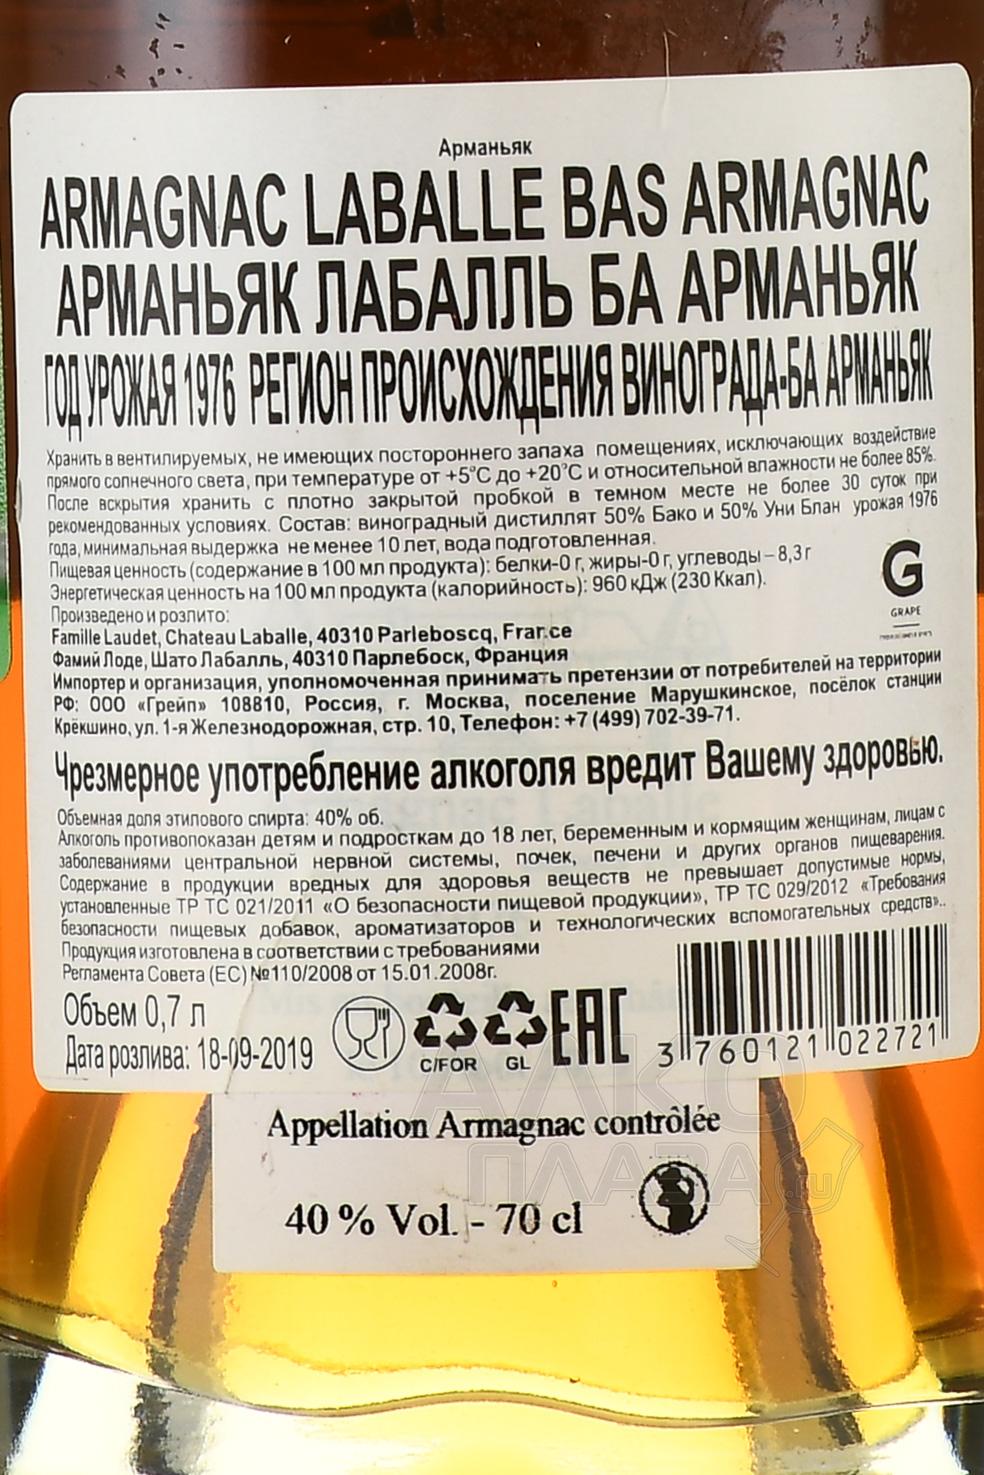 Арманьяк
ARMAGNAC LABALLE BAS ARMAGNAC
АРМАНЬЯК ЛАБАЛЛЬ БА АРМАНЬЯК
ГОД УРОЖАЯ 1976 РЕГИОН ПРОИСХОЖДЕНИЯ ВИНОГРАДА-БА АРМАНЬЯК
Хранить в вентилируемых, не имеющих постороннего запаха помещениях, исключающих воздействие
прямого солнечного света, при температуре от +5°С до +20°С и относительной влажности не более 85%.
После вскрытия хранить с плотно закрытой пробкой в темном месте не более 30 суток при
рекомендованных условиях. Состав: виноградный дистиллят 50% Бако и 50% Уни Блан урожая 1976
года, минимальная выдержка не менее 10 лет, вода подготовленная.
Пищевая ценность (содержание в 100 мл продукта): белки-0 г, жиры-0 г, углеводы – 8,3 г
Энергетическая ценность на 100 мл продукта (калорийность): 960 кДж (230 Ккал).
G
GRAPE
Произведено и розлито:
Famille Laudet, Chateau Laballe, 40310 Parleboscq, France
Фамий Лоде, Шато Лабалль, 40310 Парлебоск, Франция
Импортер и организация, уполномоченная принимать претензии от потребителей на территории
РФ: ООО «Грейп» 108810, Россия, г. Москва, поселение Марушкинское, посёлок станции
Крёкшино, ул. 1-я Железнодорожная, стр. 10, Телефон: +7 (499) 702-39-71.
Чрезмерное употребление алкоголя вредит Вашему здоровью.
Объемная доля этилового спирта: 40% об.
Алкоголь противопоказан детям и подросткам до 18 лет, беременным и кормящим женщинам, лицам с
заболеваниями центральной нервной системы, почек, печени и других органов пищеварения.
Содержание в продукции вредных для здоровья веществ не превышает допустимые нормы,
установленные ТР ТС 021/2011 «О безопасности пищевой продукции», ТР ТС 029/2012 «Требования
безопасности пищевых добавок, ароматизаторов и технологических вспомогательных средств»..
Продукция изготовлена в соответствии с требованиями
Регламента Совета (ЕС) №110/2008 от 15.01.2008г.
Объем 0,7 л
Дата розлива: 18-09-2019
C/FOR
GL
EAC
3 760121 022721
Appellation Armagnac contrôlée
40 % Vol. - 70 cl
АЛКО
ПЛАЗА.ru